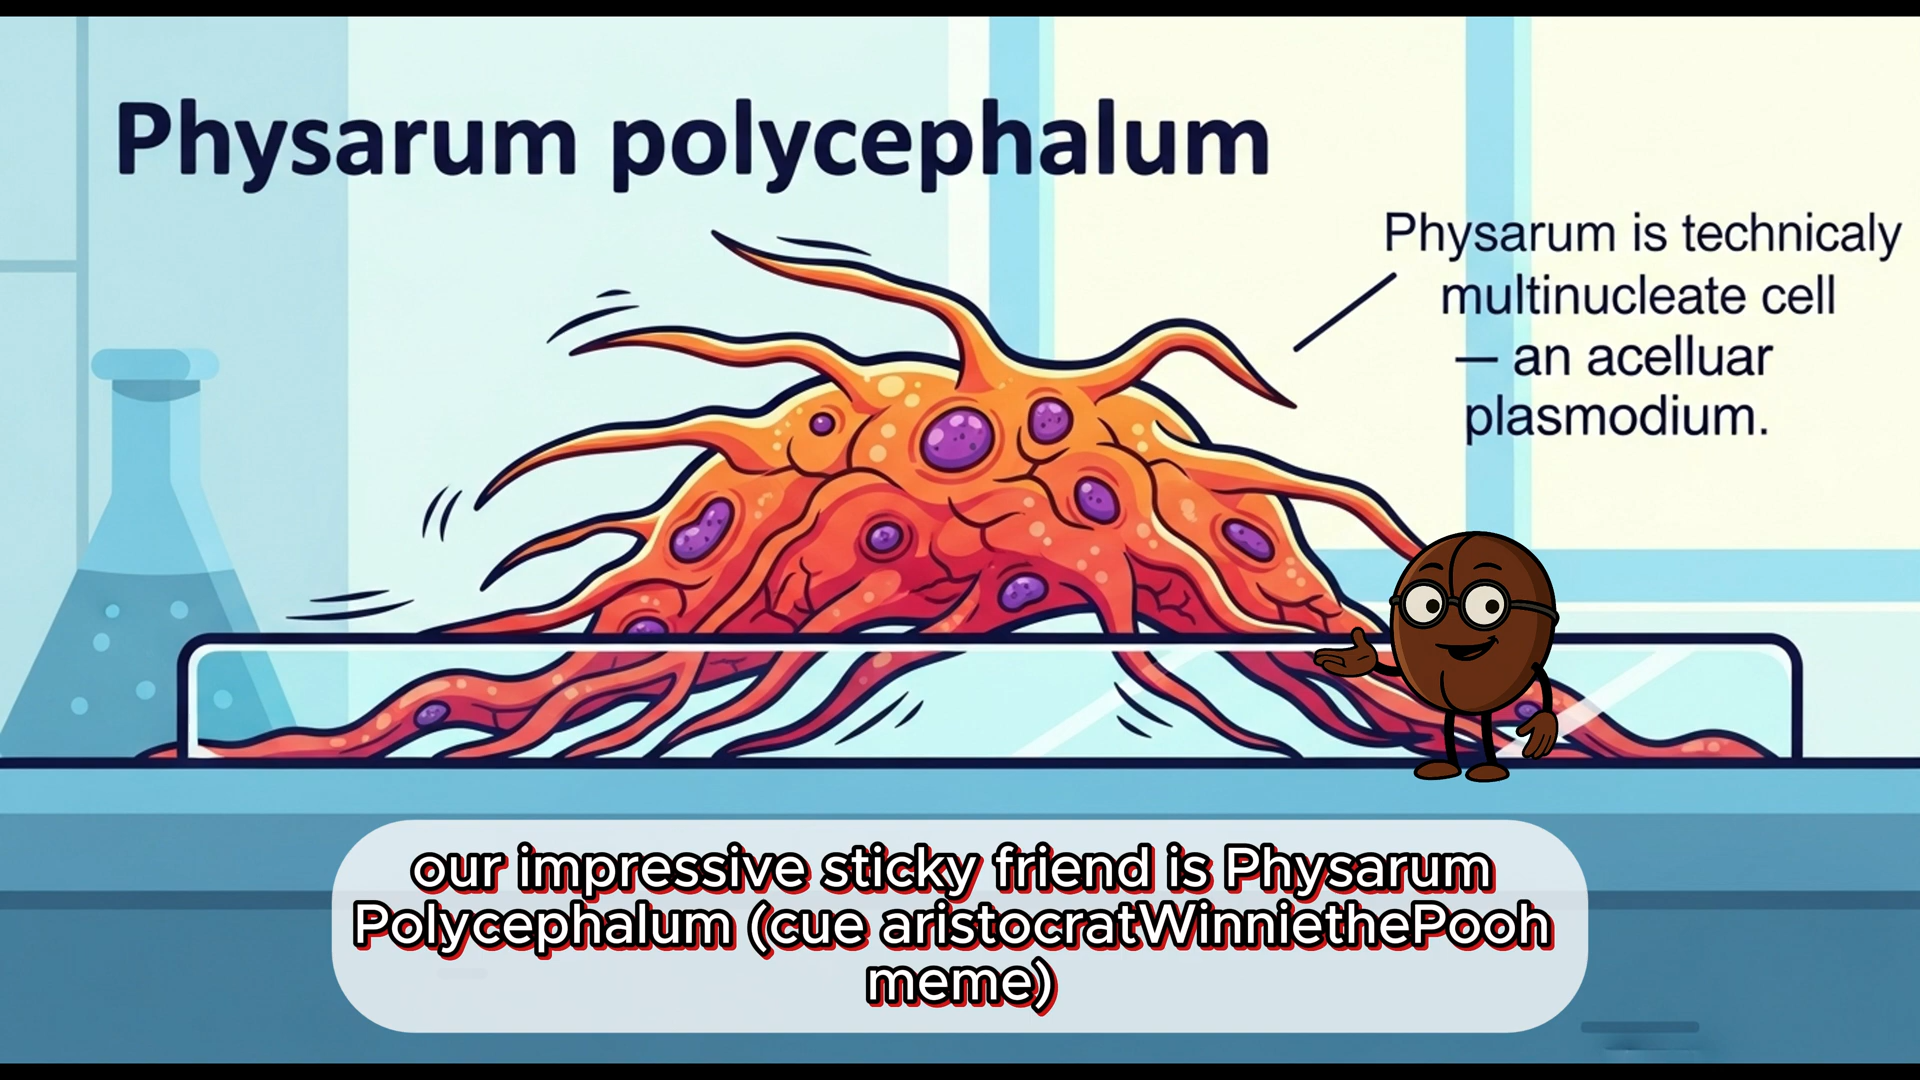 Physarum polycephalum
Physarum is technicaly
multinucleate cell
— an acelluar
plasmodium.
our impressive sticky friend is Physarum
Polycephalum (cue aristocratWinniethePooh
meme)